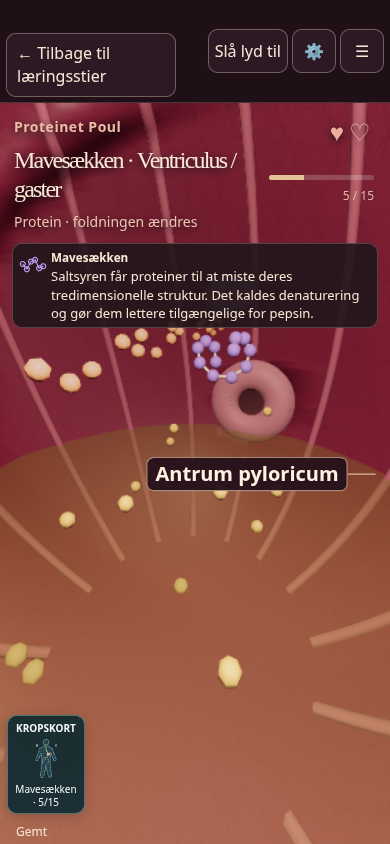 ← Tilbage til
læringsstier
Slå lyd til
Proteinet Poul
Mavesækken · Ventriculus /
gaster
5 / 15
Protein · foldningen ændres
Mavesækken
Saltsyren får proteiner til at miste deres
tredimensionelle struktur. Det kaldes denaturering
og gør dem lettere tilgængelige for pepsin.
Antrum pyloricum
KROPSKORT
Mavesækken
· 5/15
Gemt